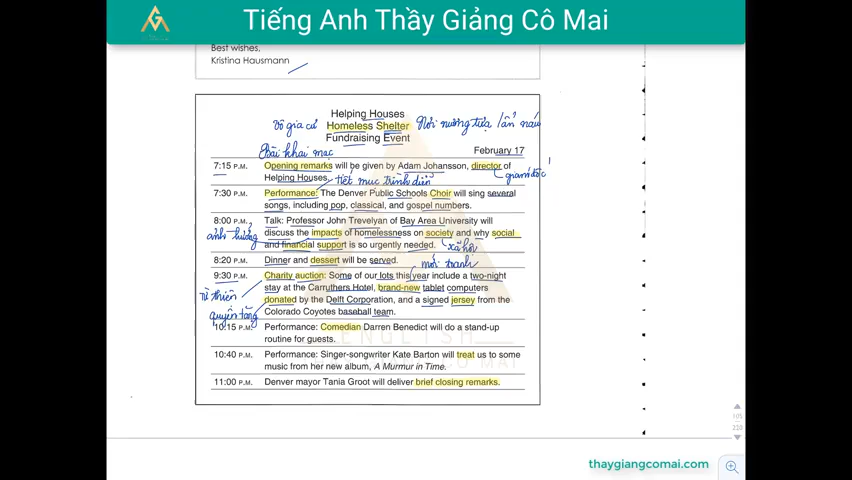 Tiếng Anh Thầy Giảng Cô Mai
Best wishes,
Kristina Hausmann
Helping Houses
vô gia cư Homeless Shelter Nơi nương tựa / ẩn náu
Fundraising Event
Bài khai mạc February 17
7:15 P.M. Opening remarks will be given by Adam Johansson, director of
Helping Houses. tiết mục trình diễn giám đốc
7:30 P.M. Performance: The Denver Public Schools Choir will sing several
songs, including pop, classical, and gospel numbers.
8:00 P.M. Talk: Professor John Trevelyan of Bay Area University will
ảnh hưởng discuss the impacts of homelessness on society and why social
and financial support is so urgently needed. xã hội
8:20 P.M. Dinner and dessert will be served. mới tranh
9:30 P.M. Charity auction: Some of our lots this year include a two-night
từ thiện stay at the Carruthers Hotel, brand-new tablet computers
donated by the Delft Corporation, and a signed jersey from the
quyên tặng Colorado Coyotes baseball team.
10:15 P.M. Performance: Comedian Darren Benedict will do a stand-up
routine for guests.
10:40 P.M. Performance: Singer-songwriter Kate Barton will treat us to some
music from her new album, A Murmur in Time.
11:00 P.M. Denver mayor Tania Groot will deliver brief closing remarks.
thaygiangcomai.com